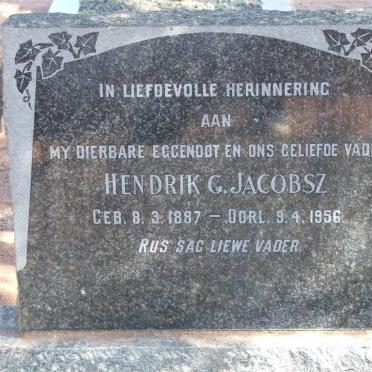 IN LIEFDEVOLLE HERINNERING
AAN
MY DIERBARE EGGENOOT EN ONS GELIEFDE VADE
HENDRIK G. JACOBSZ
GEB. 8. 3. 1887 — OORL. 9. 4. 1956.
RUS SAG LIEWE VADER.